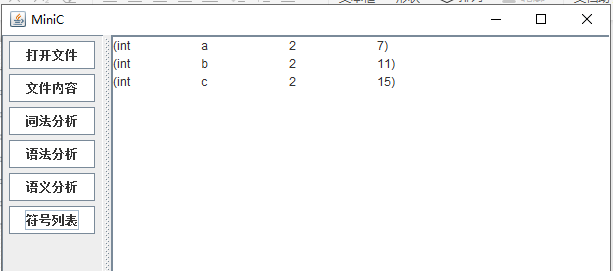 MiniC
打开文件
文件内容
词法分析
语法分析
语义分析
符号列表
(int a 2 7)
(int b 2 11)
(int c 2 15)